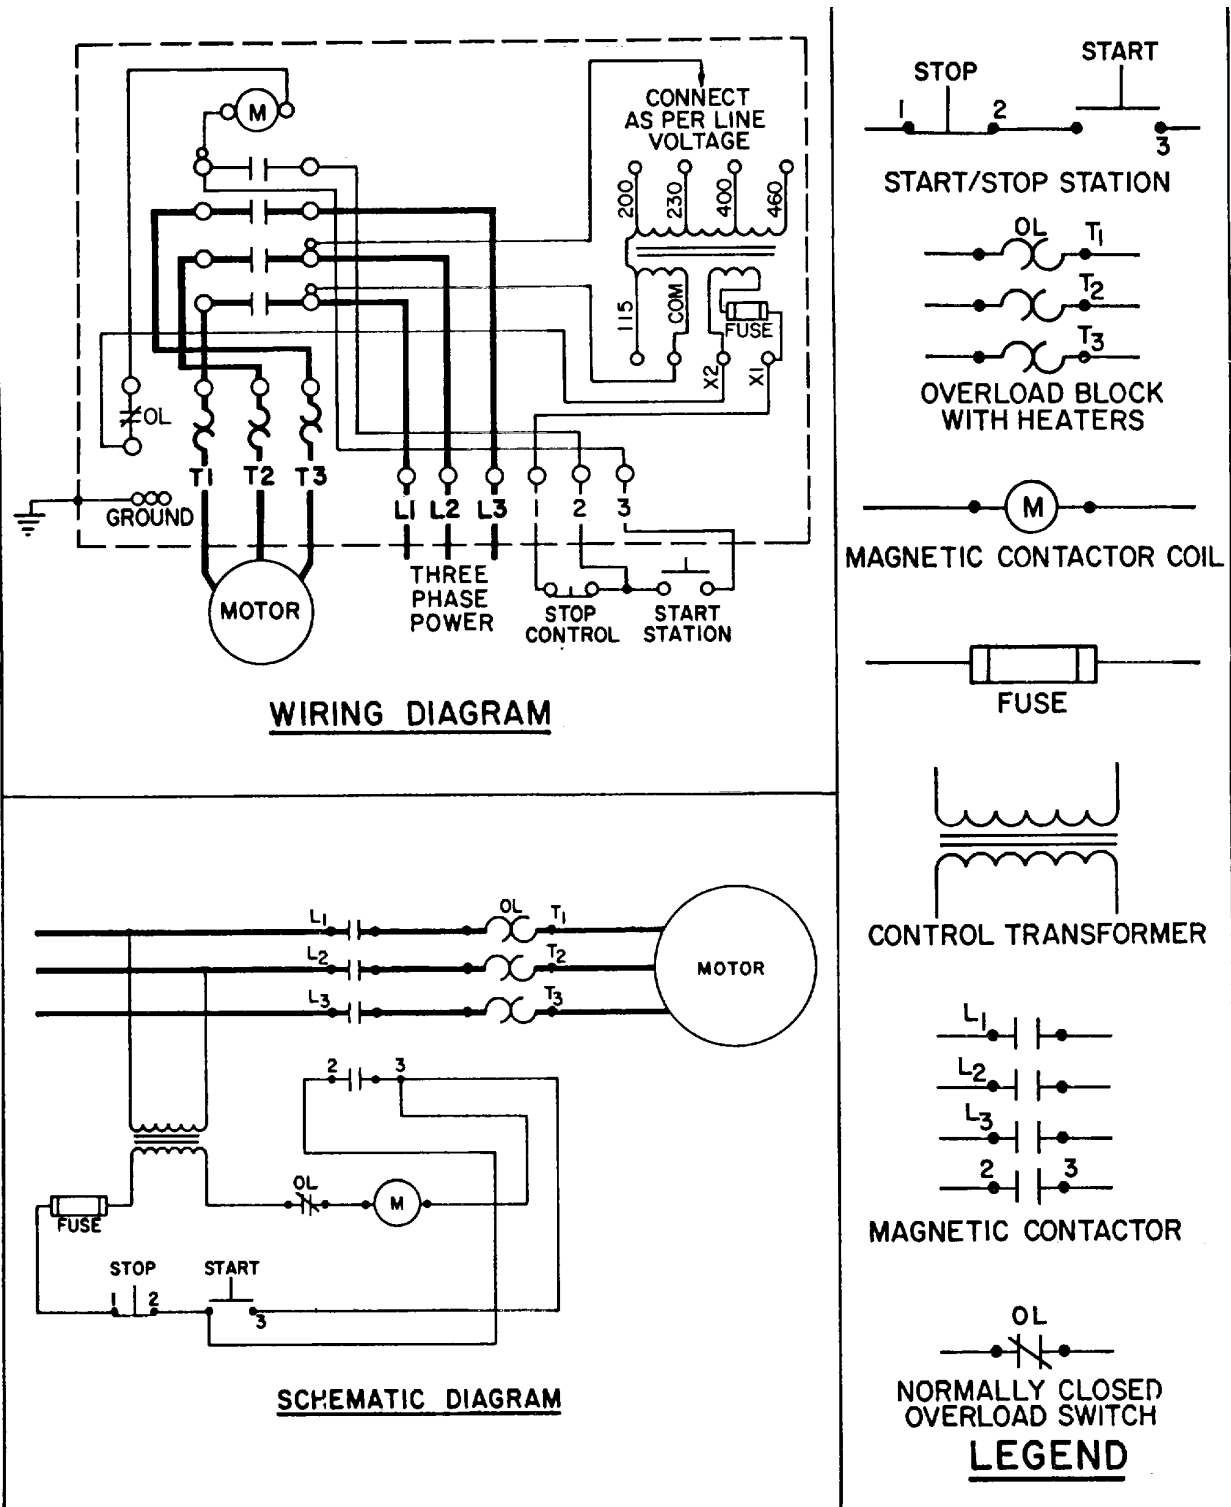 M
CONNECT
AS PER LINE
VOLTAGE
200
230
400
460
115
COM
FUSE
X2
X1
OL
T1 T2 T3
GROUND
L1 L2 L3 1 2 3
MOTOR
THREE
PHASE
POWER
STOP
CONTROL
START
STATION
WIRING DIAGRAM
L1 OL T1
L2 T2
L3 T3
MOTOR
2 3
OL
M
FUSE
STOP START
1 2 3
SCHEMATIC DIAGRAM
START
STOP
1 2 3
START/STOP STATION
OL T1
T2
T3
OVERLOAD BLOCK
WITH HEATERS
M
MAGNETIC CONTACTOR COIL
FUSE
CONTROL TRANSFORMER
L1
L2
L3
2 3
MAGNETIC CONTACTOR
OL
NORMALLY CLOSED
OVERLOAD SWITCH
LEGEND